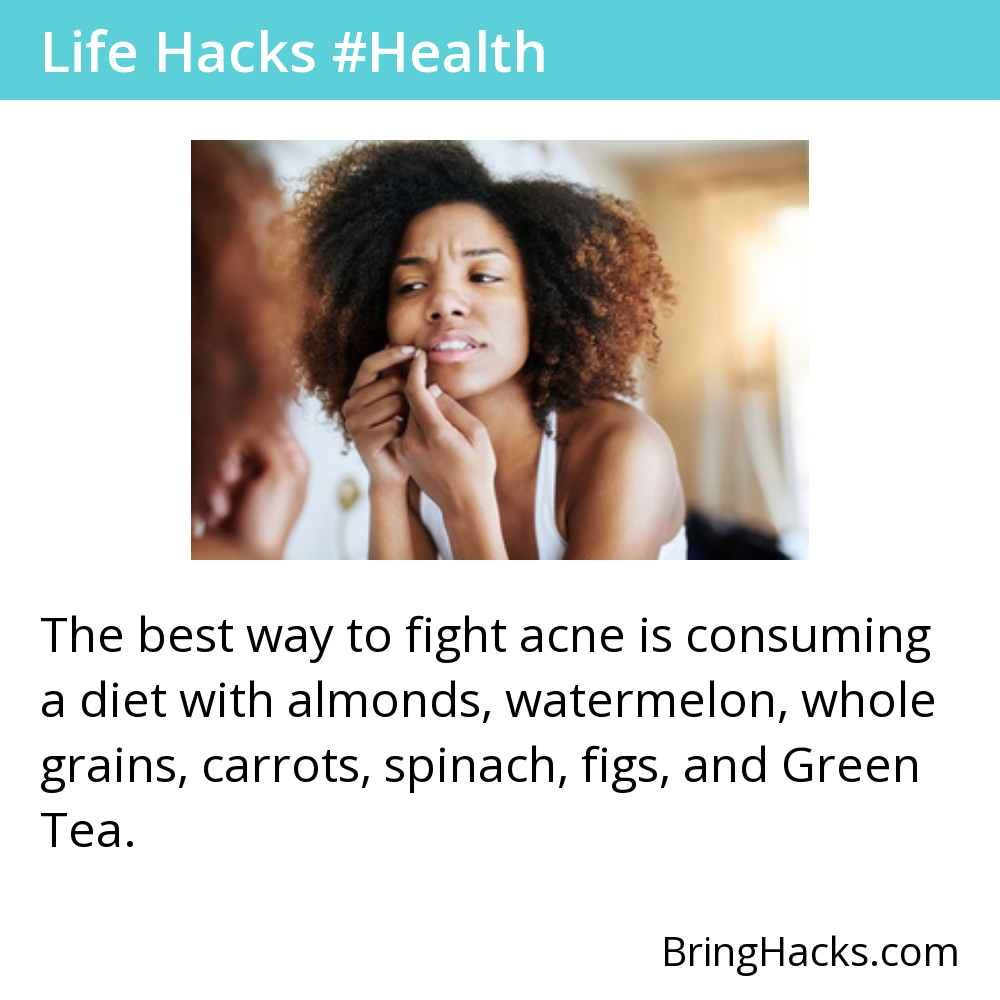 Life Hacks #Health
The best way to fight acne is consuming
a diet with almonds, watermelon, whole
grains, carrots, spinach, figs, and Green
Tea.
BringHacks.com